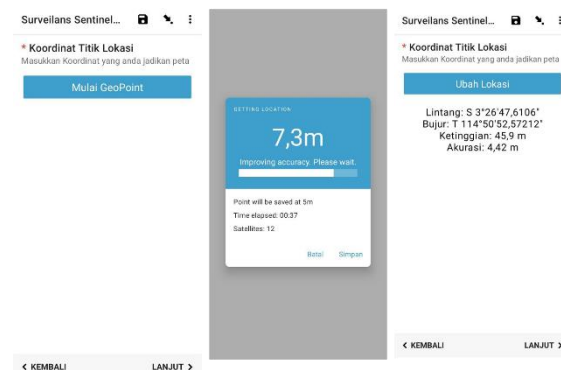 Surveilans Sentinel...
* Koordinat Titik Lokasi
Masukkan Koordinat yang anda jadikan peta
Mulai GeoPoint
< KEMBALI
LANJUT >
GETTING LOCATION
7,3m
Improving accuracy. Please wait.
Point will be saved at 5m
Time elapsed: 00:37
Satellites: 12
Batal
Simpan
Surveilans Sentinel...
* Koordinat Titik Lokasi
Masukkan Koordinat yang anda jadikan peta
Ubah Lokasi
Lintang: S 3°26'47,6106"
Bujur: T 114°50'52,57212"
Ketinggian: 45,9 m
Akurasi: 4,42 m
< KEMBALI
LANJUT >